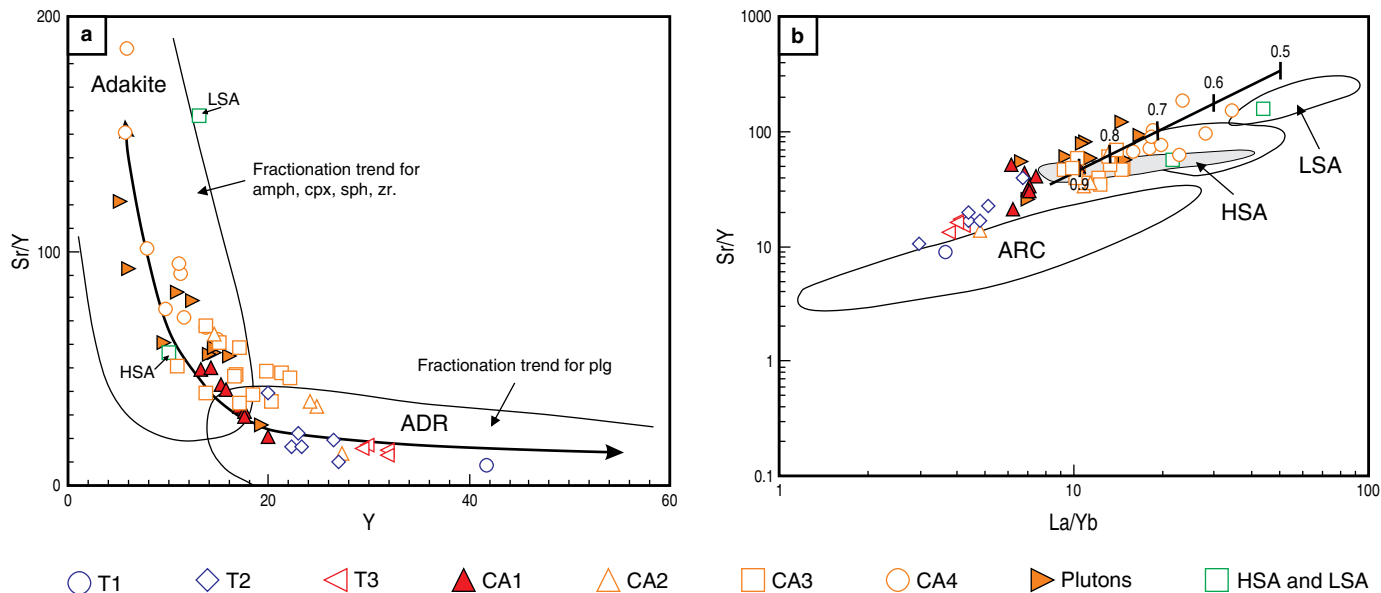 a
200
100
0
Sr/Y
Adakite
LSA
Fractionation trend for
amph, cpx, sph, zr.
HSA
Fractionation trend for plg
ADR
0
20
40
60
Y
b
1000
100
10
1
0.1
Sr/Y
0.5
0.6
0.7
0.8
0.9
LSA
HSA
ARC
1
10
100
La/Yb
T1
T2
T3
CA1
CA2
CA3
CA4
Plutons
HSA and LSA